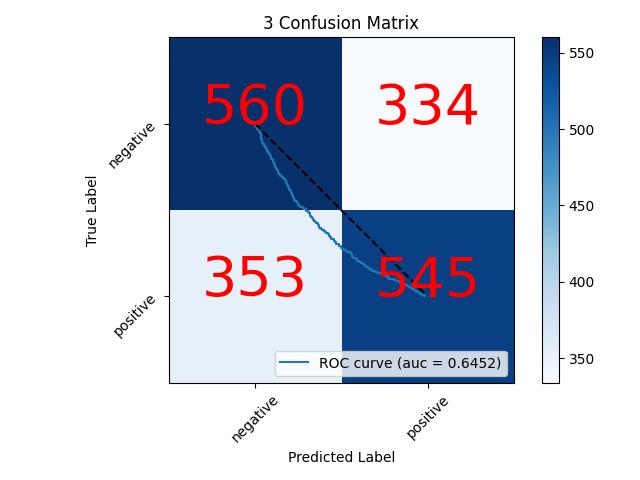 3 Confusion Matrix
560 334
353 545
True Label
negative
positive
ROC curve (auc = 0.6452)
negative positive
Predicted Label
550
500
450
400
350